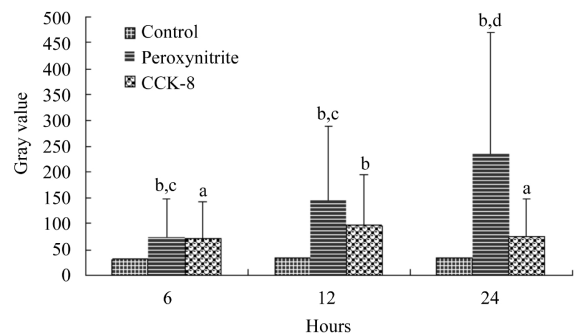 500
450
400
350
300
250
200
150
100
50
0
Gray value
Control
Peroxynitrite
CCK-8
b,c
a
b,c
b
b,d
a
6
12
24
Hours